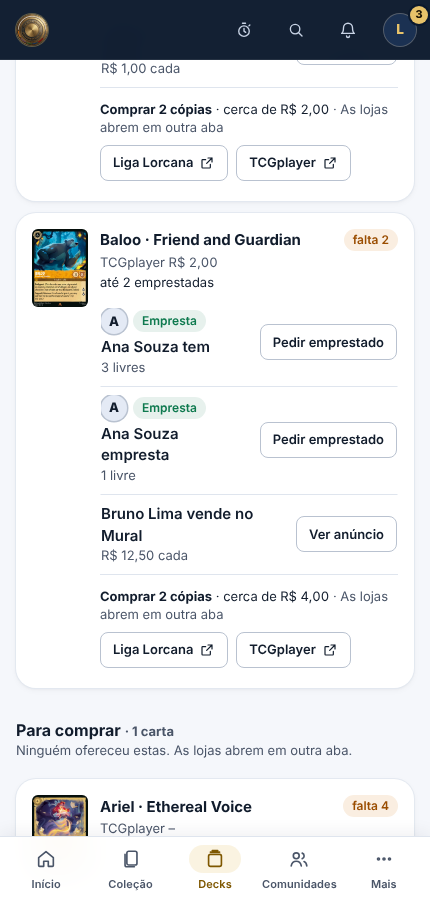 L
3
R$ 1,00 cada
Comprar 2 cópias · cerca de R$ 2,00 · As lojas
abrem em outra aba
Liga Lorcana
TCGplayer
Baloo · Friend and Guardian
falta 2
TCGplayer R$ 2,00
até 2 emprestadas
A
Empresta
Ana Souza tem
3 livres
Pedir emprestado
A
Empresta
Ana Souza
empresta
1 livre
Pedir emprestado
Bruno Lima vende no
Mural
R$ 12,50 cada
Ver anúncio
Comprar 2 cópias · cerca de R$ 4,00 · As lojas
abrem em outra aba
Liga Lorcana
TCGplayer
Para comprar · 1 carta
Ninguém ofereceu estas. As lojas abrem em outra aba.
Ariel · Ethereal Voice
falta 4
TCGplayer –
Início
Coleção
Decks
Comunidades
Mais